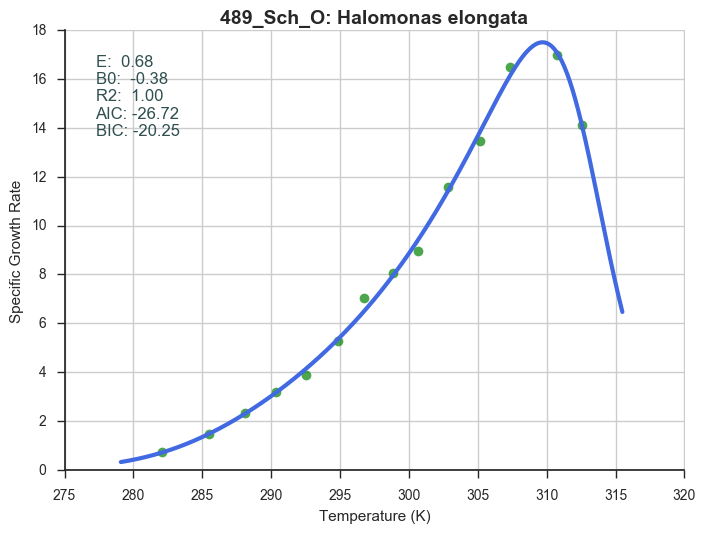 489_Sch_O: Halomonas elongata
E:  0.68
B0:  -0.38
R2:  1.00
AIC: -26.72
BIC: -20.25
Specific Growth Rate
18
16
14
12
10
8
6
4
2
0
275 280 285 290 295 300 305 310 315 320
Temperature (K)